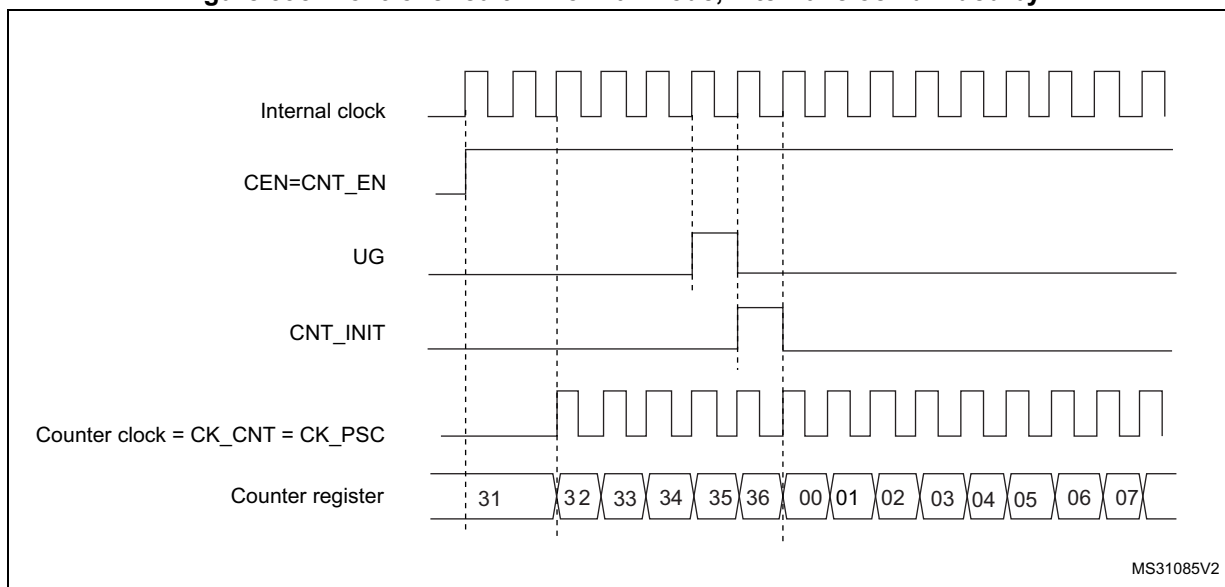 Internal clock
CEN=CNT_EN
UG
CNT_INIT
Counter clock = CK_CNT = CK_PSC
Counter register 31 32 33 34 35 36 00 01 02 03 04 05 06 07
MS31085V2